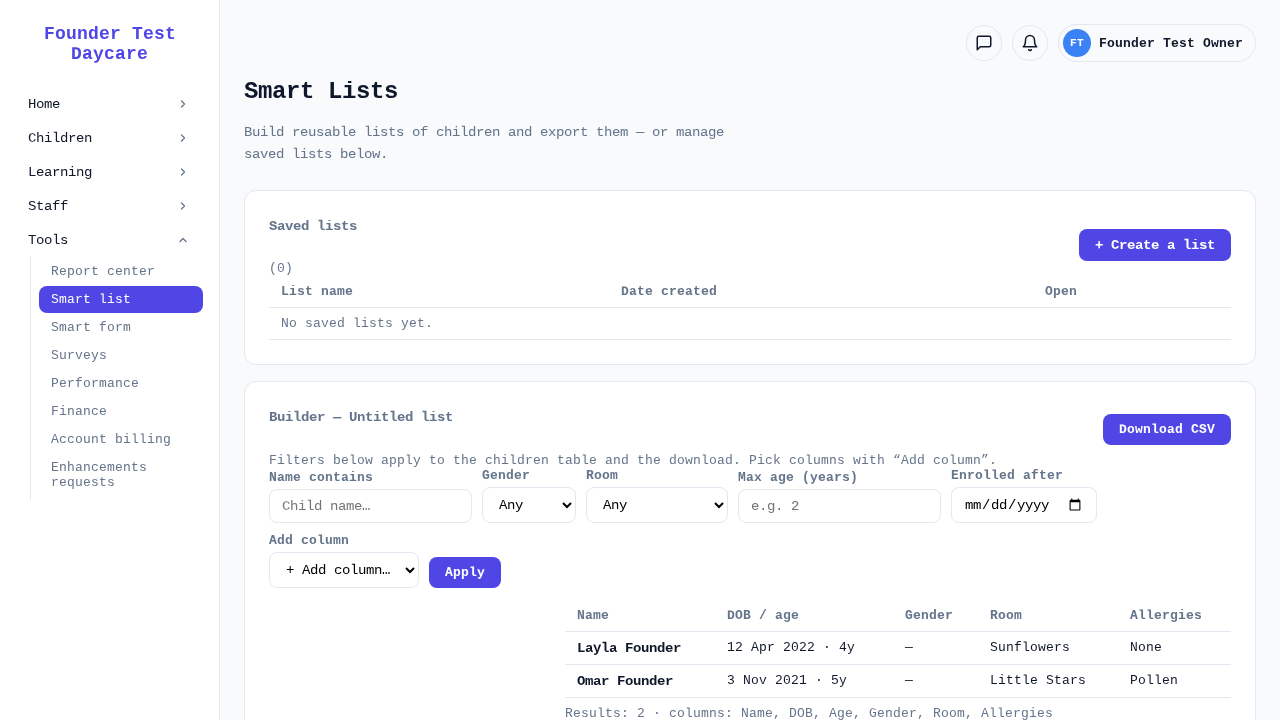 Founder Test
Daycare
FT Founder Test Owner
Home
Children
Learning
Staff
Tools
Report center
Smart list
Smart form
Surveys
Performance
Finance
Account billing
Enhancements
requests
Smart Lists
Build reusable lists of children and export them — or manage
saved lists below.
Saved lists
+ Create a list
(0)
List name Date created Open
No saved lists yet.
Builder — Untitled list
Download CSV
Filters below apply to the children table and the download. Pick columns with “Add column”.
Name contains Gender Room Max age (years) Enrolled after
Child name… Any Any e.g. 2 mm/dd/yyyy
Add column
+ Add column… Apply
Name DOB / age Gender Room Allergies
Layla Founder 12 Apr 2022 · 4y — Sunflowers None
Omar Founder 3 Nov 2021 · 5y — Little Stars Pollen
Results: 2 · columns: Name, DOB, Age, Gender, Room, Allergies